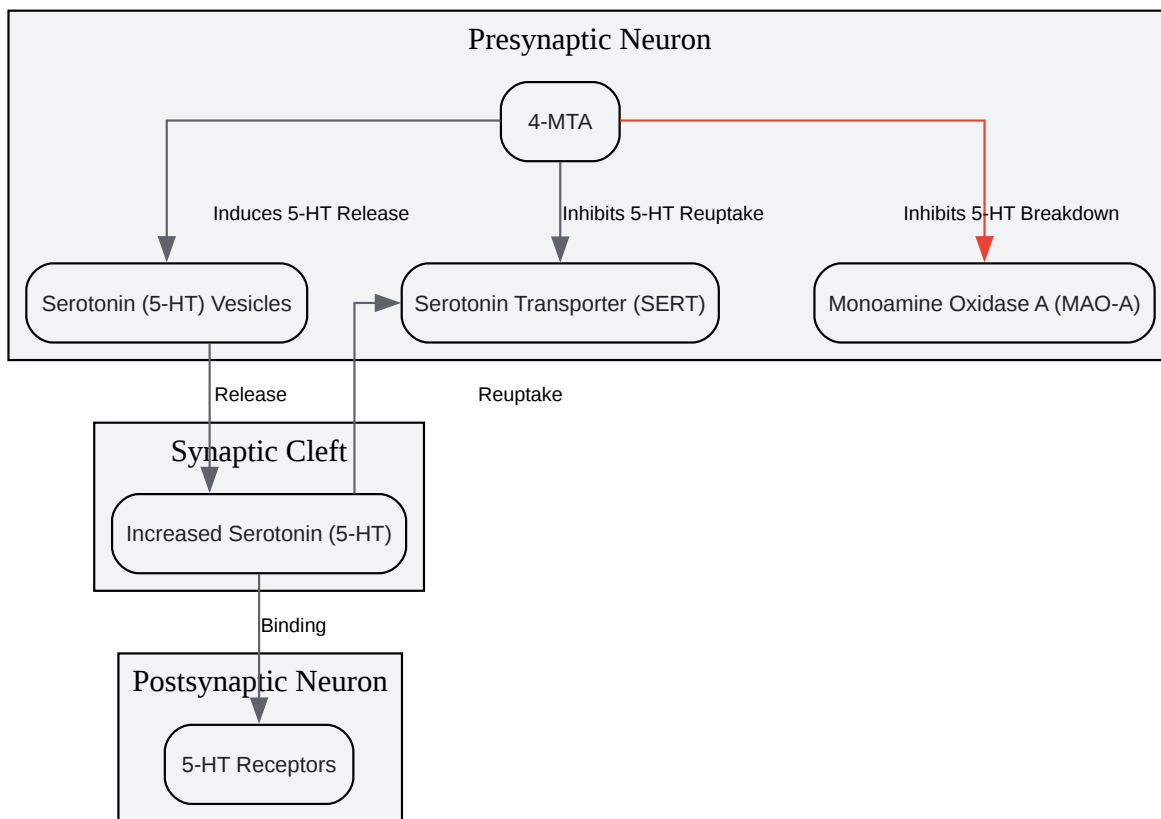 Presynaptic Neuron
4-MTA
Induces 5-HT Release
Inhibits 5-HT Reuptake
Inhibits 5-HT Breakdown
Serotonin (5-HT) Vesicles
Serotonin Transporter (SERT)
Monoamine Oxidase A (MAO-A)
Release
Reuptake
Synaptic Cleft
Increased Serotonin (5-HT)
Binding
Postsynaptic Neuron
5-HT Receptors